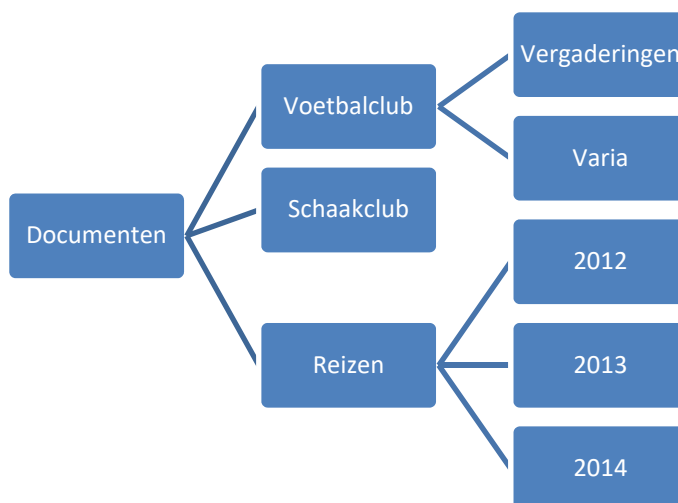 Documenten
Voetbalclub
Vergaderingen
Varia
Schaakclub
Reizen
2012
2013
2014